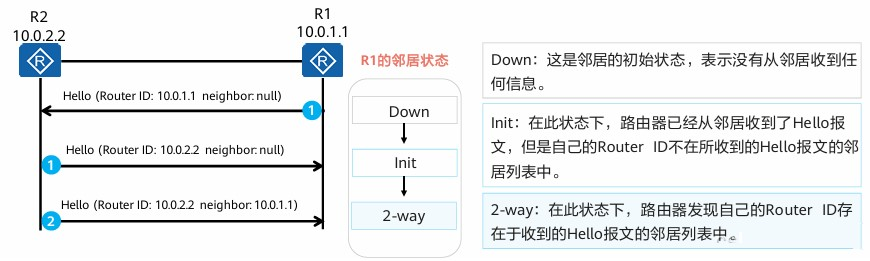 R2
10.0.2.2
R1
10.0.1.1
R
R
R1的邻居状态
Hello (Router ID: 10.0.1.1 neighbor: null)
1
Hello (Router ID: 10.0.2.2 neighbor: null)
1
Hello (Router ID: 10.0.2.2 neighbor: 10.0.1.1)
2
Down
Init
2-way
Down：这是邻居的初始状态，表示没有从邻居收到任
何信息。
Init：在此状态下，路由器已经从邻居收到了Hello报
文，但是自己的Router ID不在所收到的Hello报文的邻
居列表中。
2-way：在此状态下，路由器发现自己的Router ID存
在于收到的Hello报文的邻居列表中。